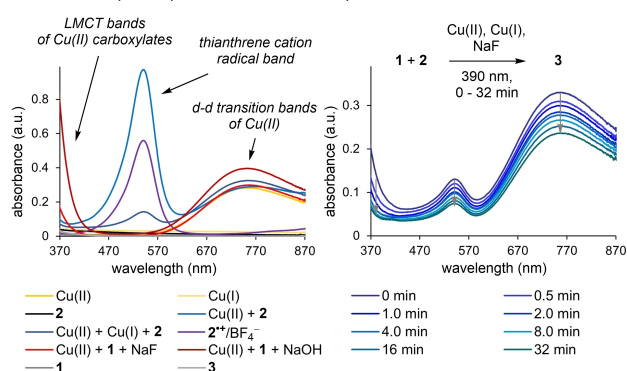 LMCT bands
of Cu(II) carboxylates
thianthrene cation
radical band
d-d transition bands
of Cu(II)
absorbance (a.u.)
0.8
0.6
0.4
0.2
0
370 470 570 670 770 870
wavelength (nm)
Cu(II) Cu(I)
2 Cu(II) + 2
Cu(II) + Cu(I) + 2 2•+/BF4−
Cu(II) + 1 + NaF Cu(II) + 1 + NaOH
1 3
1 + 2
Cu(II), Cu(I),
NaF
390 nm,
0 - 32 min
3
absorbance (a.u.)
0.3
0.2
0.1
0
370 470 570 670 770 870
wavelength (nm)
0 min 0.5 min
1.0 min 2.0 min
4.0 min 8.0 min
16 min 32 min